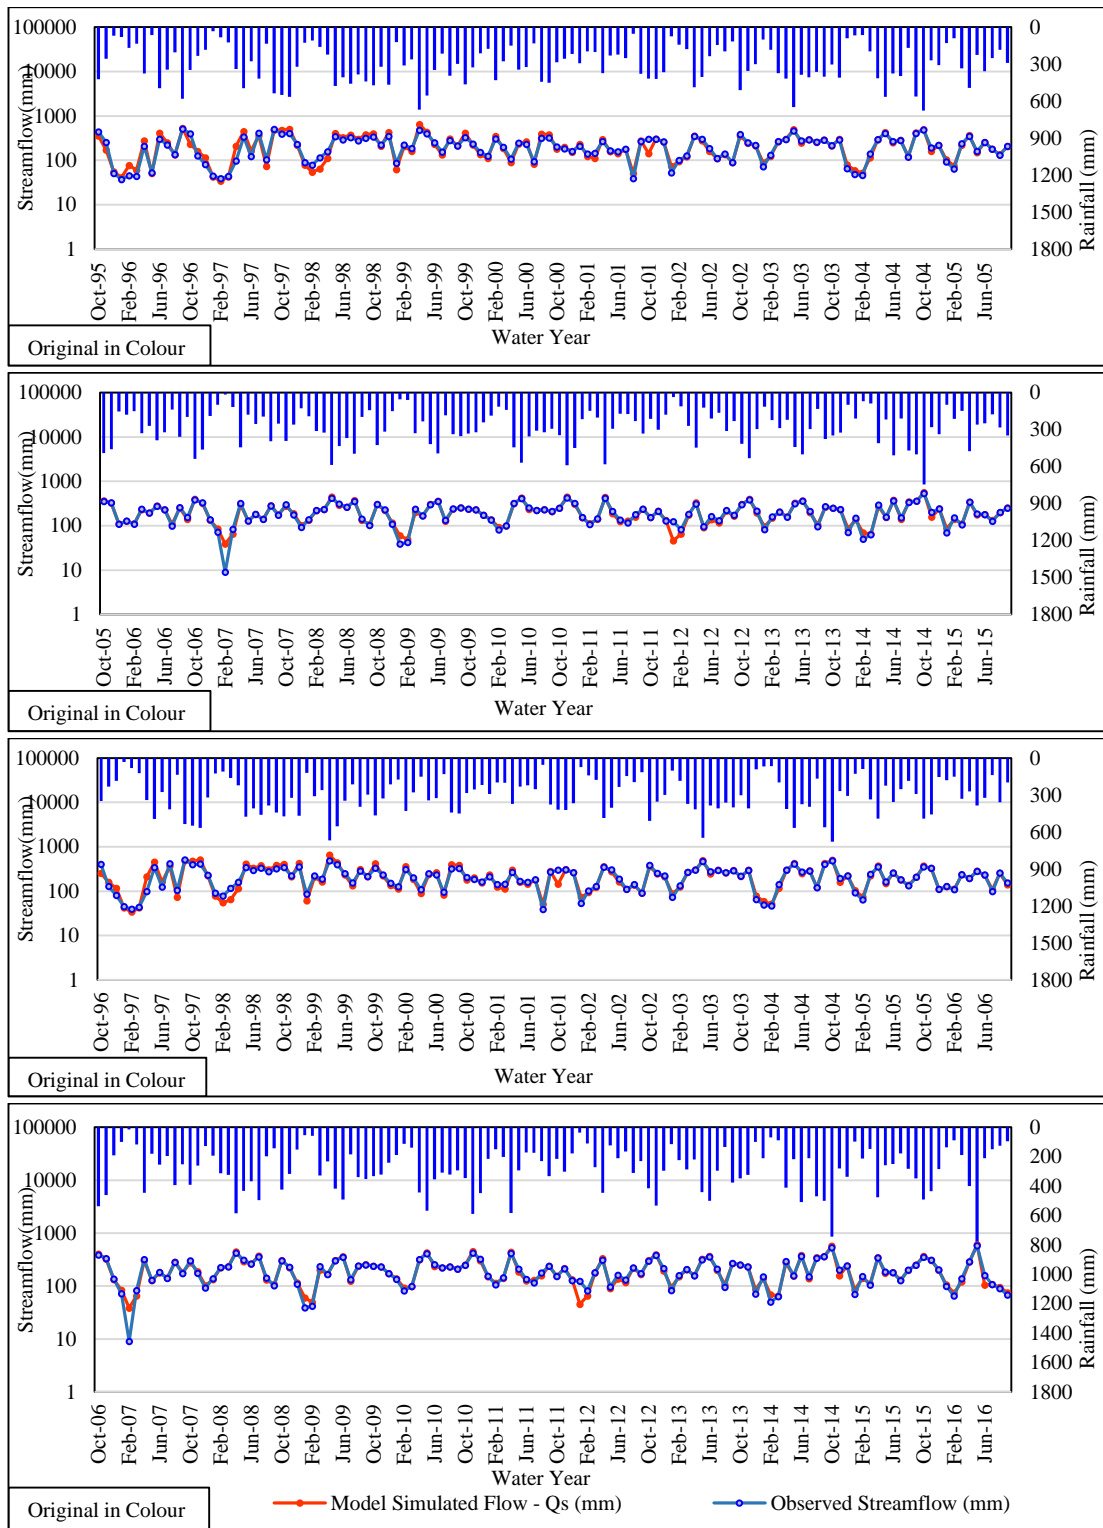 100000
10000
1000
100
10
1
Streamflow(mm)
0
300
600
900
1200
1500
1800
Rainfall (mm)
Oct-95
Feb-96
Jun-96
Oct-96
Feb-97
Jun-97
Oct-97
Feb-98
Jun-98
Oct-98
Feb-99
Jun-99
Oct-99
Feb-00
Jun-00
Oct-00
Feb-01
Jun-01
Oct-01
Feb-02
Jun-02
Oct-02
Feb-03
Jun-03
Oct-03
Feb-04
Jun-04
Oct-04
Feb-05
Jun-05
Water Year
Original in Colour
100000
10000
1000
100
10
1
Streamflow(mm)
0
300
600
900
1200
1500
1800
Rainfall (mm)
Oct-05
Feb-06
Jun-06
Oct-06
Feb-07
Jun-07
Oct-07
Feb-08
Jun-08
Oct-08
Feb-09
Jun-09
Oct-09
Feb-10
Jun-10
Oct-10
Feb-11
Jun-11
Oct-11
Feb-12
Jun-12
Oct-12
Feb-13
Jun-13
Oct-13
Feb-14
Jun-14
Oct-14
Feb-15
Jun-15
Water Year
Original in Colour
100000
10000
1000
100
10
1
Streamflow(mm)
0
300
600
900
1200
1500
1800
Rainfall (mm)
Oct-96
Feb-97
Jun-97
Oct-97
Feb-98
Jun-98
Oct-98
Feb-99
Jun-99
Oct-99
Feb-00
Jun-00
Oct-00
Feb-01
Jun-01
Oct-01
Feb-02
Jun-02
Oct-02
Feb-03
Jun-03
Oct-03
Feb-04
Jun-04
Oct-04
Feb-05
Jun-05
Oct-05
Feb-06
Jun-06
Water Year
Original in Colour
100000
10000
1000
100
10
1
Streamflow(mm)
0
200
400
600
800
1000
1200
1400
1600
1800
Rainfall (mm)
Oct-06
Feb-07
Jun-07
Oct-07
Feb-08
Jun-08
Oct-08
Feb-09
Jun-09
Oct-09
Feb-10
Jun-10
Oct-10
Feb-11
Jun-11
Oct-11
Feb-12
Jun-12
Oct-12
Feb-13
Jun-13
Oct-13
Feb-14
Jun-14
Oct-14
Feb-15
Jun-15
Oct-15
Feb-16
Jun-16
Water Year
Original in Colour
Model Simulated Flow - Qs (mm)
Observed Streamflow (mm)